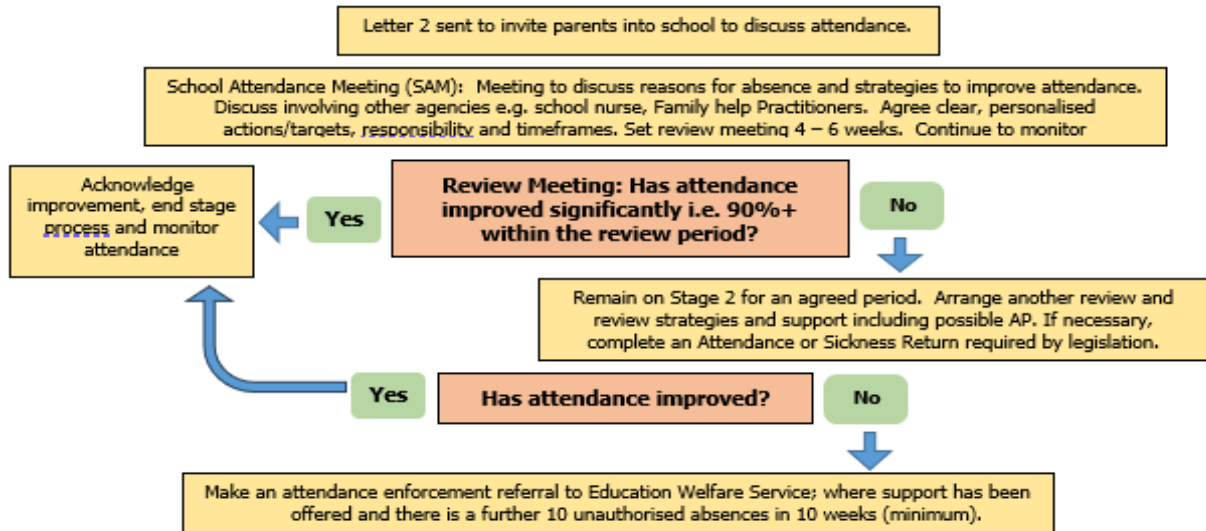 Letter 2 sent to invite parents into school to discuss attendance.
School Attendance Meeting (SAM): Meeting to discuss reasons for absence and strategies to improve attendance.
Discuss involving other agencies e.g. school nurse, Family help Practitioners. Agree clear, personalised
actions/targets, responsibility and timeframes. Set review meeting 4 – 6 weeks. Continue to monitor
Acknowledge
improvement, end stage
process and monitor
attendance
Yes
Review Meeting: Has attendance
improved significantly i.e. 90%+
within the review period?
No
Remain on Stage 2 for an agreed period. Arrange another review and
review strategies and support including possible AP. If necessary,
complete an Attendance or Sickness Return required by legislation.
Yes
Has attendance improved?
No
Make an attendance enforcement referral to Education Welfare Service; where support has been
offered and there is a further 10 unauthorised absences in 10 weeks (minimum).